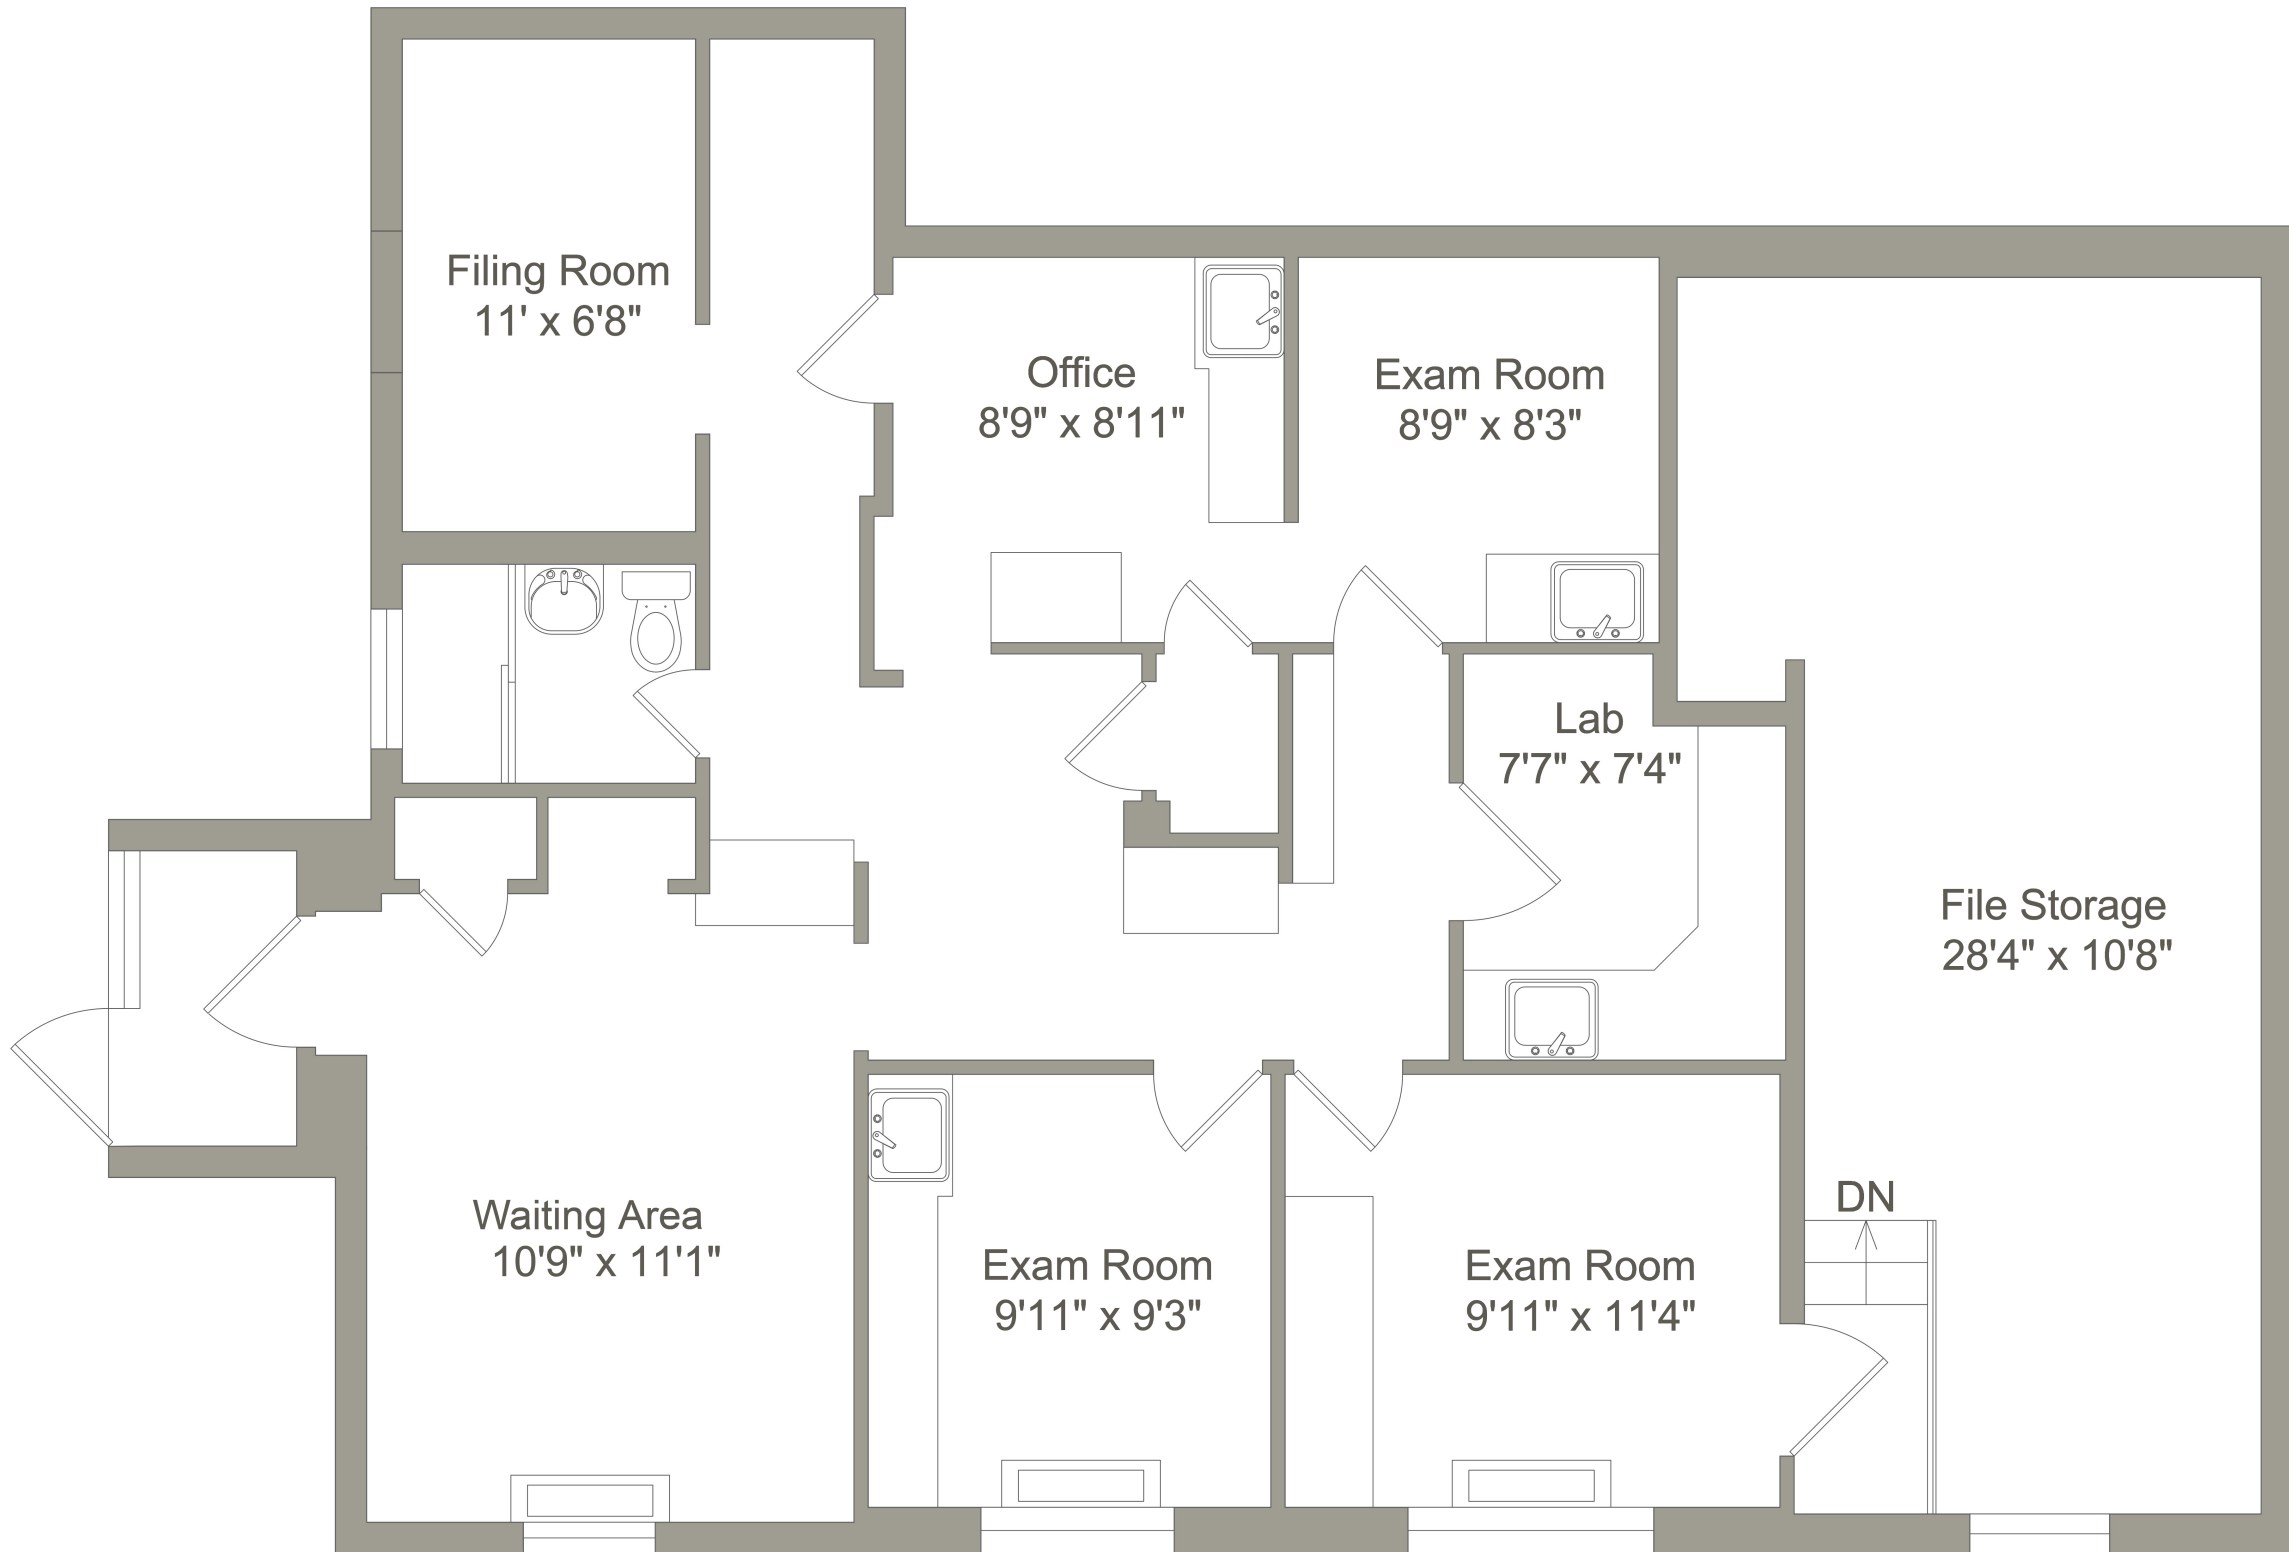 Filing Room
11' x 6'8"
Office
8'9" x 8'11"
Exam Room
8'9" x 8'3"
Lab
7'7" x 7'4"
File Storage
28'4" x 10'8"
DN
Waiting Area
10'9" x 11'1"
Exam Room
9'11" x 9'3"
Exam Room
9'11" x 11'4"